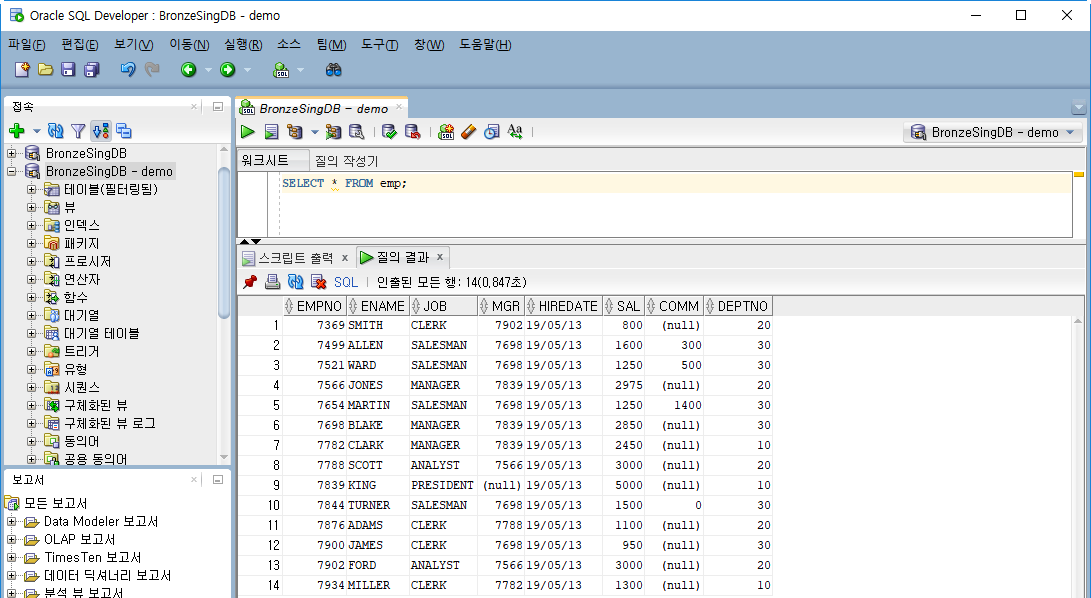 Oracle SQL Developer : BronzeSingDB - demo
파일(F) 편집(E) 보기(V) 이동(N) 실행(R) 소스 팀(M) 도구(T) 창(W) 도움말(H)
접속
BronzeSingDB
BronzeSingDB - demo
테이블(필터링됨)
뷰
인덱스
패키지
프로시저
연산자
함수
대기열
대기열 테이블
트리거
유형
시퀀스
구체화된 뷰
구체화된 뷰 로그
동의어
공용 동의어
보고서
모든 보고서
Data Modeler 보고서
OLAP 보고서
TimesTen 보고서
데이터 딕셔너리 보고서
분석 뷰 보고서
BronzeSingDB - demo
BronzeSingDB - demo
워크시트 질의 작성기
SELECT * FROM emp;
스크립트 출력 x 질의 결과 x
SQL | 인출된 모든 행: 14(0,847초)
EMPNO ENAME JOB MGR HIREDATE SAL COMM DEPTNO
1 7369 SMITH CLERK 7902 19/05/13 800 (null) 20
2 7499 ALLEN SALESMAN 7698 19/05/13 1600 300 30
3 7521 WARD SALESMAN 7698 19/05/13 1250 500 30
4 7566 JONES MANAGER 7839 19/05/13 2975 (null) 20
5 7654 MARTIN SALESMAN 7698 19/05/13 1250 1400 30
6 7698 BLAKE MANAGER 7839 19/05/13 2850 (null) 30
7 7782 CLARK MANAGER 7839 19/05/13 2450 (null) 10
8 7788 SCOTT ANALYST 7566 19/05/13 3000 (null) 20
9 7839 KING PRESIDENT (null) 19/05/13 5000 (null) 10
10 7844 TURNER SALESMAN 7698 19/05/13 1500 0 30
11 7876 ADAMS CLERK 7788 19/05/13 1100 (null) 20
12 7900 JAMES CLERK 7698 19/05/13 950 (null) 30
13 7902 FORD ANALYST 7566 19/05/13 3000 (null) 20
14 7934 MILLER CLERK 7782 19/05/13 1300 (null) 10